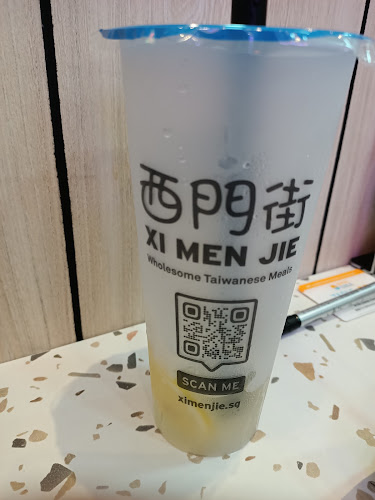 西門街
XI MEN JIE
Wholesome Taiwanese Meals
SCAN ME
ximenjie.sg